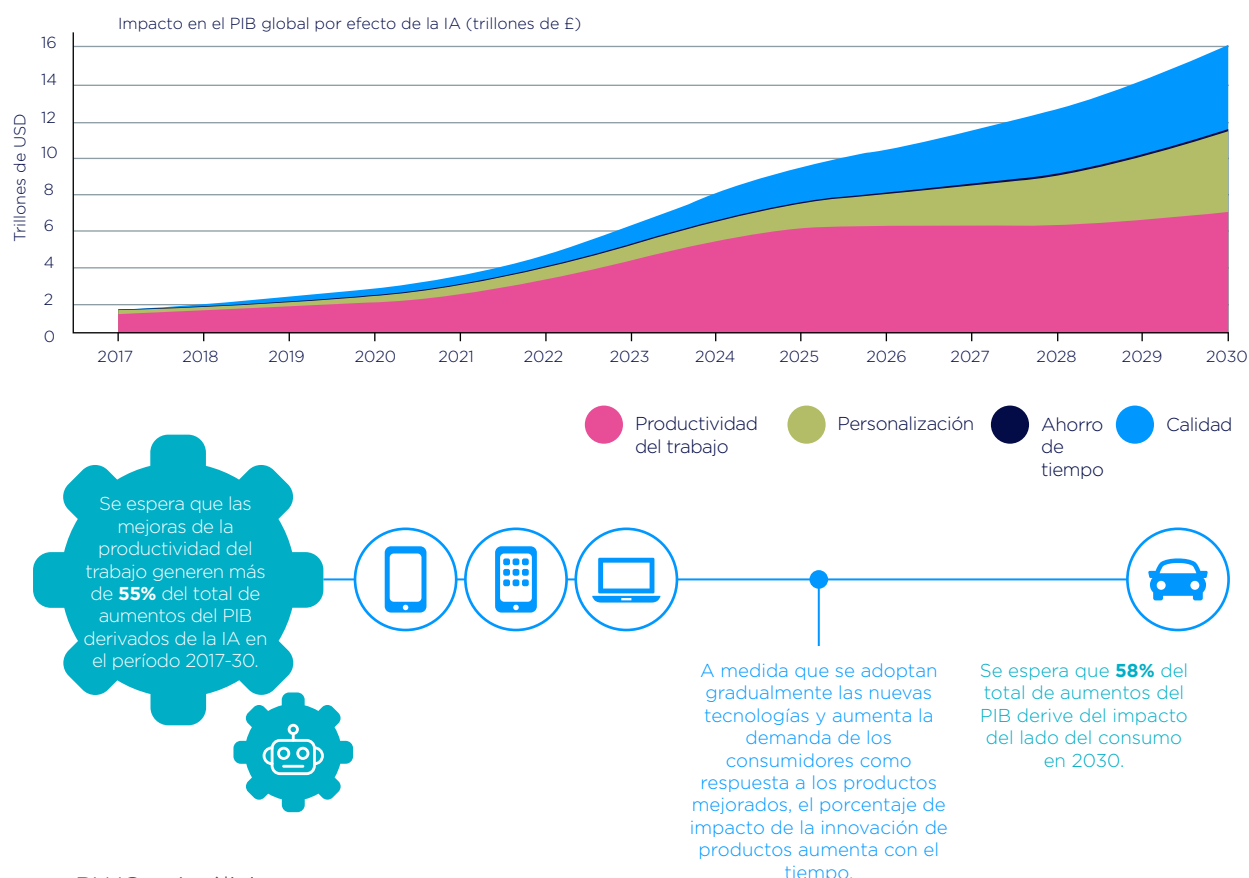 Impacto en el PIB global por efecto de la IA (trillones de £)
Trillones de USD
16
14
12
10
8
6
4
2
0
2017 2018 2019 2020 2021 2022 2023 2024 2025 2026 2027 2028 2029 2030
Productividad
del trabajo
Personalización
Ahorro
de
tiempo
Calidad
Se espera que las
mejoras de la
productividad del
trabajo generen más
de 55% del total de
aumentos del PIB
derivados de la IA en
el período 2017-30.
A medida que se adoptan
gradualmente las nuevas
tecnologías y aumenta la
demanda de los
consumidores como
respuesta a los productos
mejorados, el porcentaje de
impacto de la innovación de
productos aumenta con el
tiempo.
Se espera que 58% del
total de aumentos del
PIB derive del impacto
del lado del consumo
en 2030.